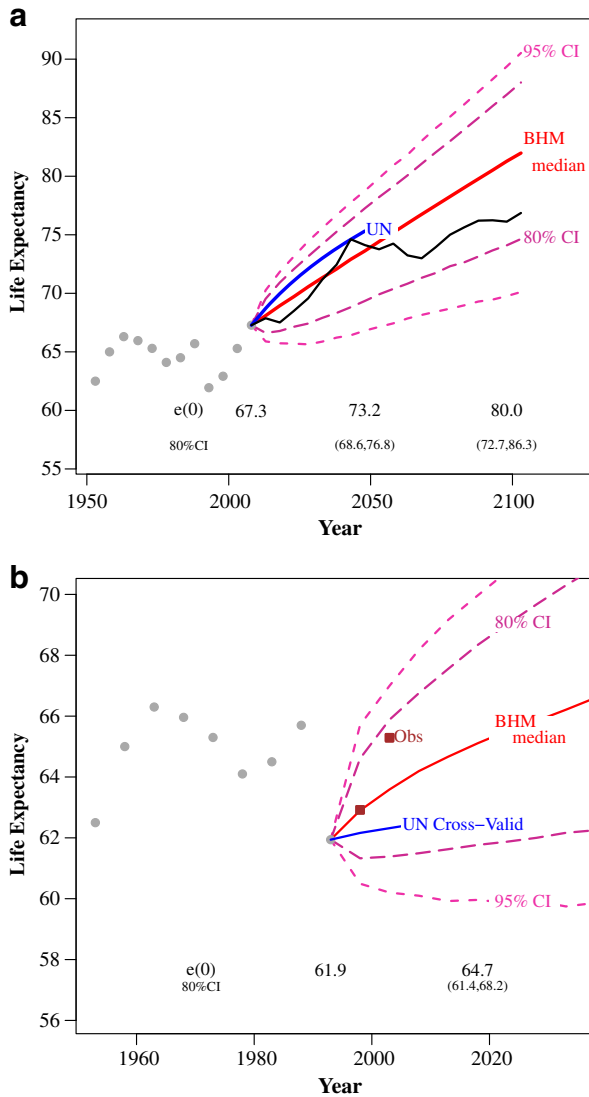 a
Life Expectancy
90
85
80
75
70
65
60
55
95% CI
BHM
median
UN
80% CI
e(0) 67.3 73.2 80.0
80%CI (68.6,76.8) (72.7,86.3)
1950 2000 2050 2100
Year
b
Life Expectancy
70
68
66
64
62
60
58
56
80% CI
BHM
median
Obs
UN Cross−Valid
95% CI
e(0) 61.9 64.7
80%CI (61.4,68.2)
1960 1980 2000 2020
Year